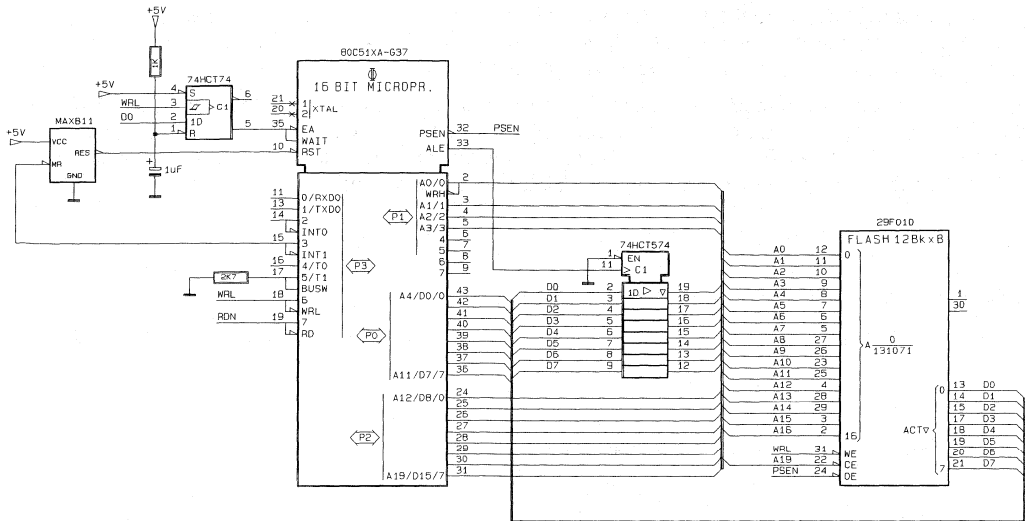 +5V
1K
+5V
74HCT74
4 S 6
WRL 3 C1
D0 2 1D
1 R 5
1uF
+
+5V
MAX811
VCC
RES
MR
GND
80C51XA-G37
Φ
16 BIT MICROPR.
21 1 XTAL
20 2
35 EA
WAIT
10 RST
PSEN 32 PSEN
ALE 33
11 0/RXD0
13 1/TXD0
14 2
INT0
15 3
INT1
16 4/T0
2K7 17 5/T1
BUSW
WRL 18 6
WRL
RDN 19 7
RD
P3
P1
A0/0 2
WRH
A1/1 3
A2/2 4
A3/3 5
4 6
5 7
6 8
7 9
P0
A4/D0/0 43
42
41
40
39
38
37
A11/D7/7 36
P2
A12/D8/0 24
25
26
27
28
29
30
A19/D15/7 31
74HCT574
1 EN
11 C1
D0 2 1D 19
D1 3 18
D2 4 17
D3 5 16
D4 6 15
D5 7 14
D6 8 13
D7 9 12
29F010
FLASH 128kx8
A0 12 0
A1 11
A2 10
A3 9
A4 8
A5 7
A6 6
A7 5
A8 27
A9 26
A10 23
A11 25
A12 4
A13 28
A14 29
A15 3
A16 2 16
WRL 31 WE
A19 22 CE
PSEN 24 OE
A 0
131071
1
30
ACT
0 13 D0
14 D1
15 D2
17 D3
18 D4
19 D5
20 D6
7 21 D7